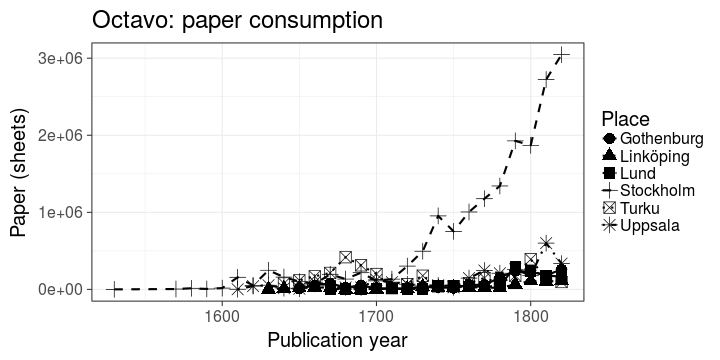 Octavo: paper consumption
3e+06
2e+06
1e+06
0e+00
Paper (sheets)
1600
1700
1800
Publication year
Place
Gothenburg
Linköping
Lund
Stockholm
Turku
Uppsala